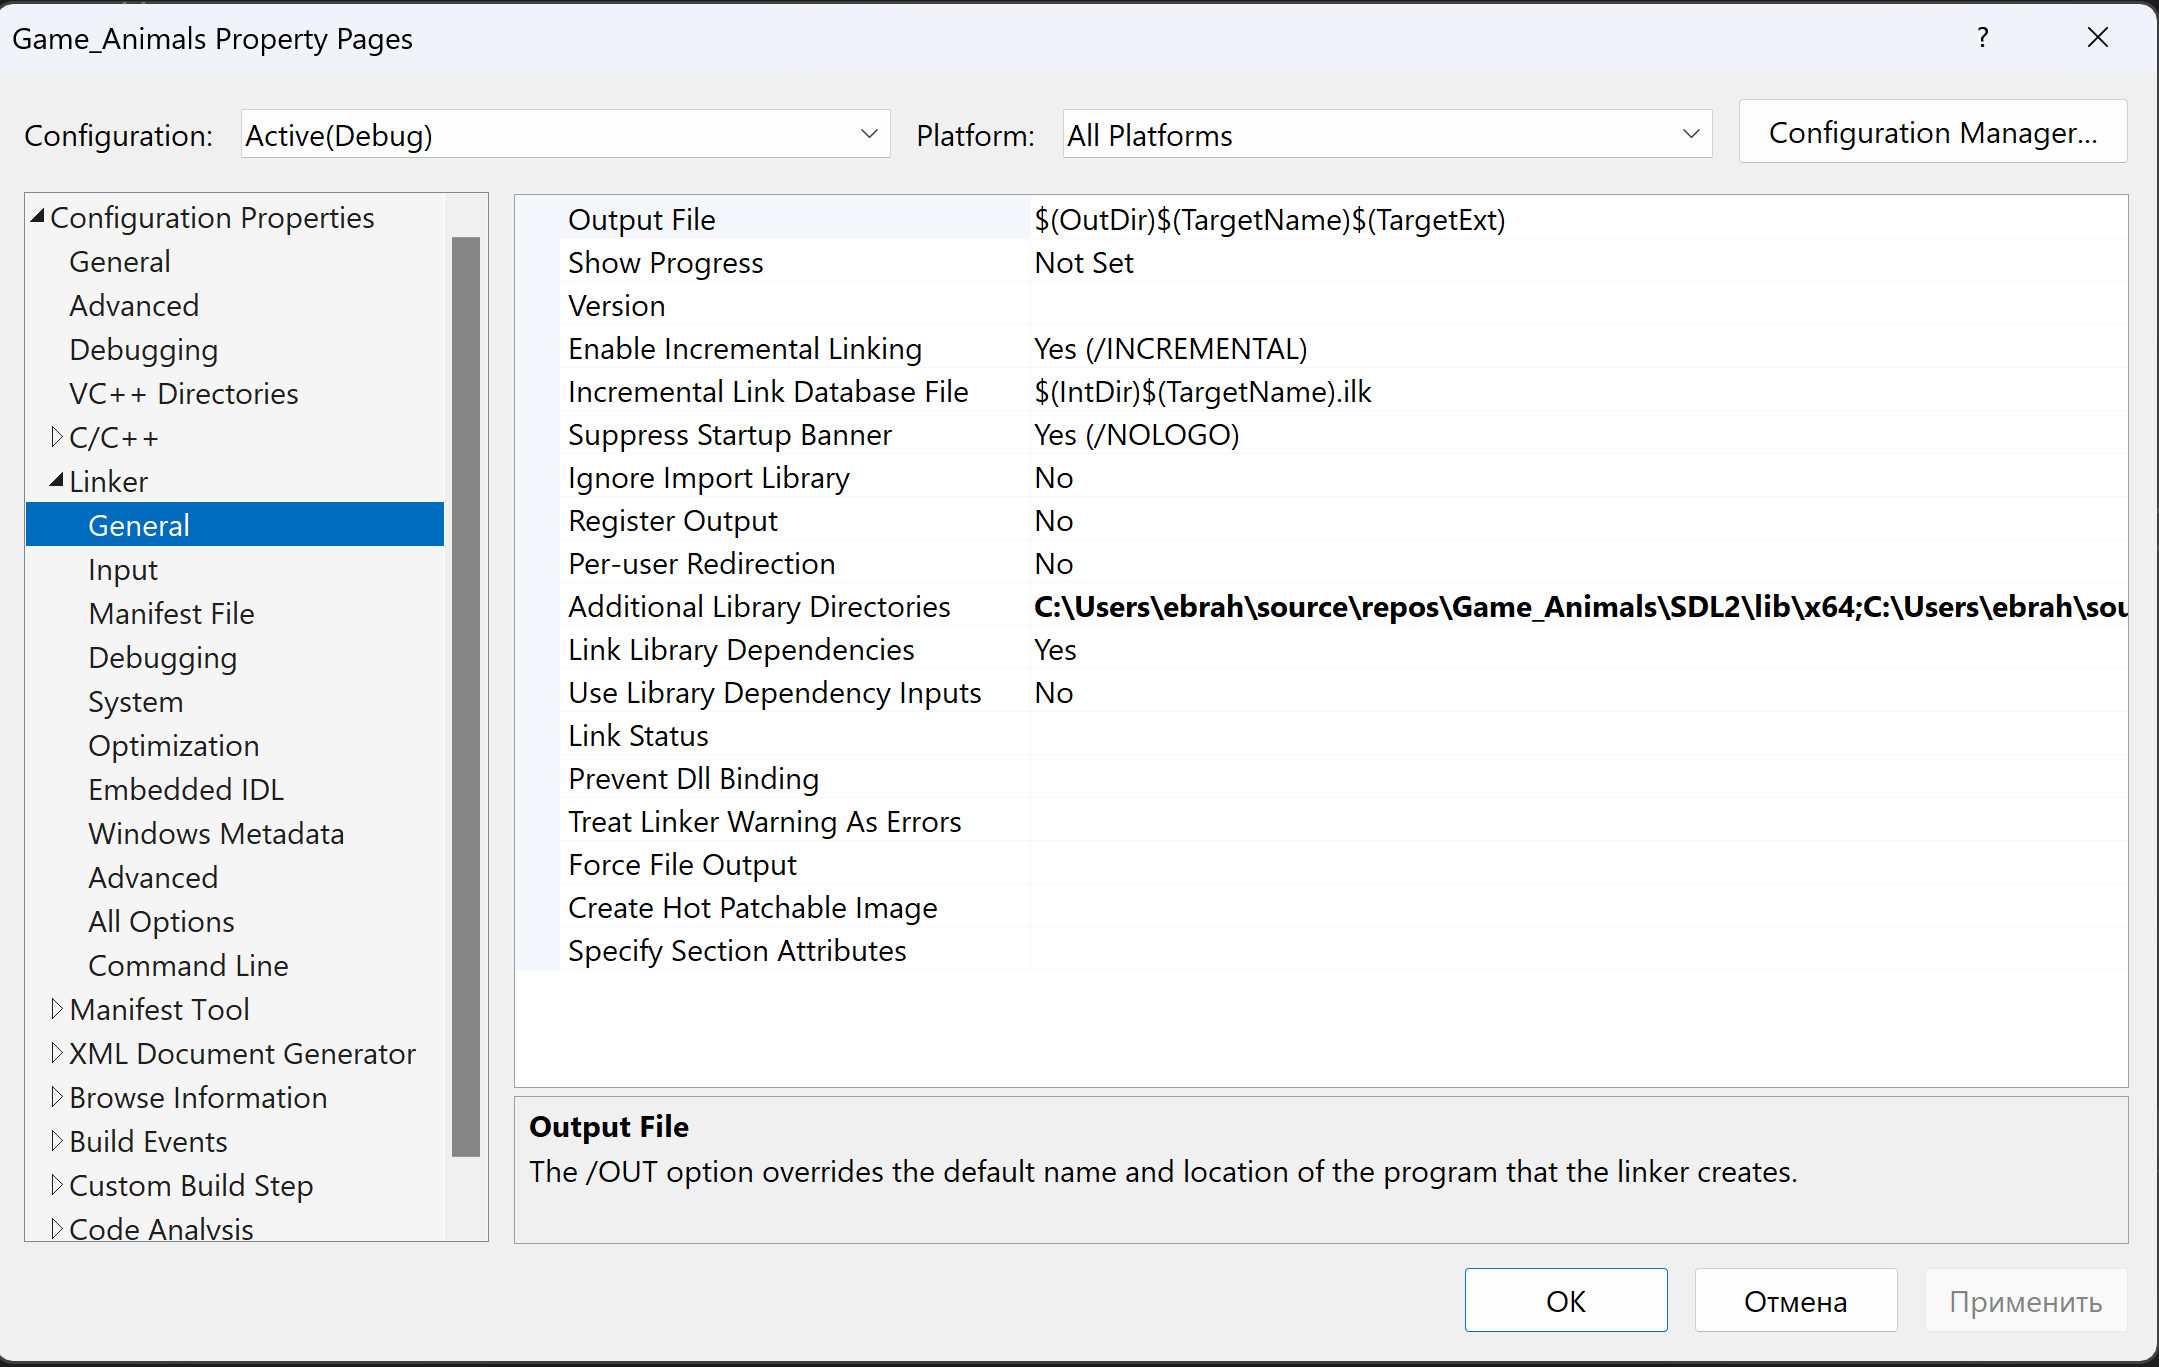 Game_Animals Property Pages
?
Configuration: Active(Debug) Platform: All Platforms Configuration Manager...
Configuration Properties
General
Advanced
Debugging
VC++ Directories
C/C++
Linker
General
Input
Manifest File
Debugging
System
Optimization
Embedded IDL
Windows Metadata
Advanced
All Options
Command Line
Manifest Tool
XML Document Generator
Browse Information
Build Events
Custom Build Step
Code Analysis
Output File $(OutDir)$(TargetName)$(TargetExt)
Show Progress Not Set
Version
Enable Incremental Linking Yes (/INCREMENTAL)
Incremental Link Database File $(IntDir)$(TargetName).ilk
Suppress Startup Banner Yes (/NOLOGO)
Ignore Import Library No
Register Output No
Per-user Redirection No
Additional Library Directories C:\Users\ebrah\source\repos\Game_Animals\SDL2\lib\x64;C:\Users\ebrah\sou
Link Library Dependencies Yes
Use Library Dependency Inputs No
Link Status
Prevent Dll Binding
Treat Linker Warning As Errors
Force File Output
Create Hot Patchable Image
Specify Section Attributes
Output File
The /OUT option overrides the default name and location of the program that the linker creates.
OK Отмена Применить